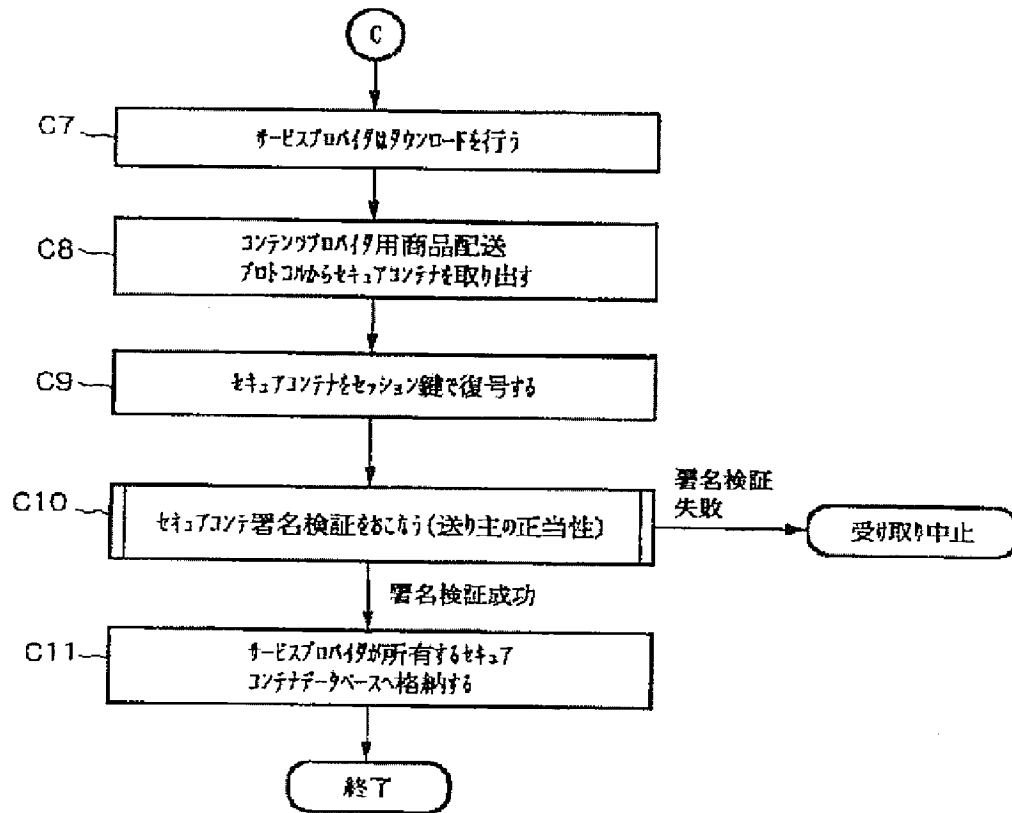 C
C7
サービスプロバイダはダウンロードを行う
C8
コンテンツプロバイダ用商品配送
プロトコルからセキュアコンテナを取り出す
C9
セキュアコンテナをセッション鍵で復号する
C10
セキュアコンテ署名検証をおこなう(送り主の正当性)
署名検証
失敗
受け取り中止
署名検証成功
C11
サービスプロバイダが所有するセキュア
コンテナデータベースへ格納する
終了